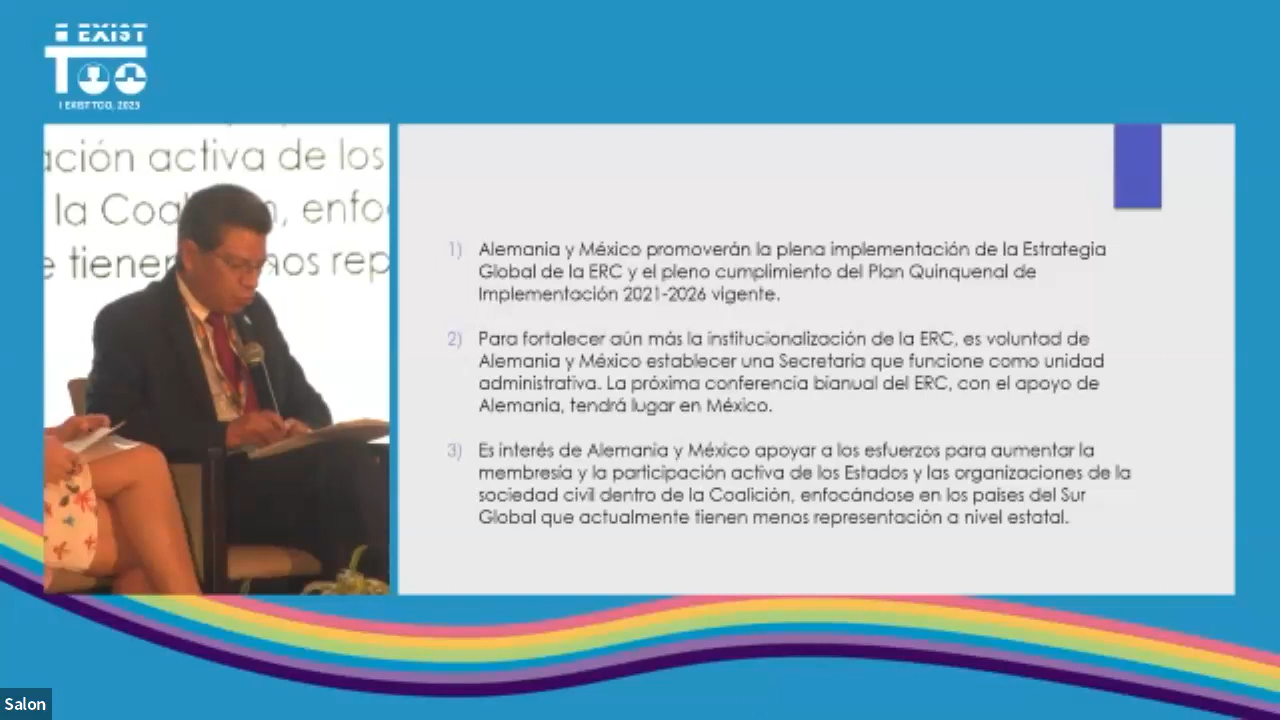 I EXIST
TOO
I EXIST TOO, 2023
ación activa de los
la Coa n, enfo
e tienen nos rep
1) Alemania y México promoverán la plena implementación de la Estrategia
Global de la ERC y el pleno cumplimiento del Plan Quinquenal de
Implementación 2021-2026 vigente.
2) Para fortalecer aún más la institucionalización de la ERC, es voluntad de
Alemania y México establecer una Secretaría que funcione como unidad
administrativa. La próxima conferencia bianual del ERC, con el apoyo de
Alemania, tendrá lugar en México.
3) Es interés de Alemania y México apoyar a los esfuerzos para aumentar la
membresía y la participación activa de los Estados y las organizaciones de la
sociedad civil dentro de la Coalición, enfocándose en los países del Sur
Global que actualmente tienen menos representación a nivel estatal.
Salon